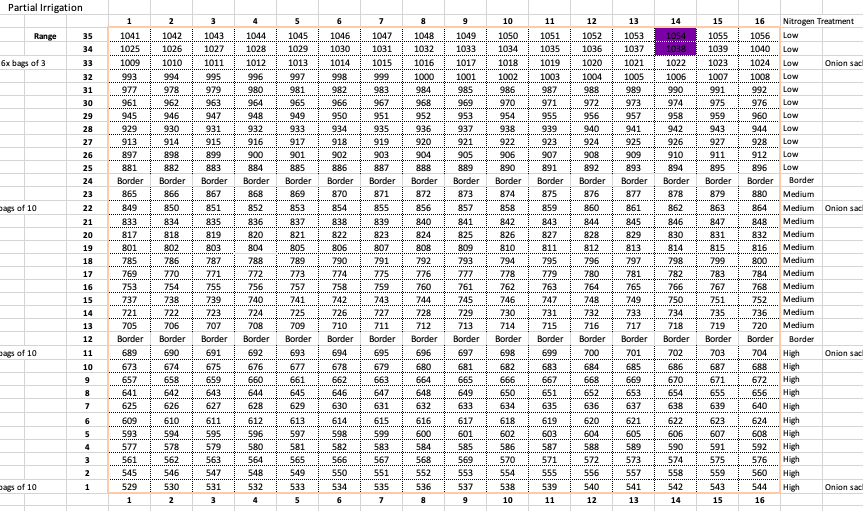 Partial Irrigation
1 2 3 4 5 6 7 8 9 10 11 12 13 14 15 16 Nitrogen Treatment
Range 35 1041 1042 1043 1044 1045 1046 1047 1048 1049 1050 1051 1052 1053 1054 1055 1056 Low
34 1025 1026 1027 1028 1029 1030 1031 1032 1033 1034 1035 1036 1037 1038 1039 1040 Low
6x bags of 3 33 1009 1010 1011 1012 1013 1014 1015 1016 1017 1018 1019 1020 1021 1022 1023 1024 Low Onion sac
32 993 994 995 996 997 998 999 1000 1001 1002 1003 1004 1005 1006 1007 1008 Low
31 977 978 979 980 981 982 983 984 985 986 987 988 989 990 991 992 Low
30 961 962 963 964 965 966 967 968 969 970 971 972 973 974 975 976 Low
29 945 946 947 948 949 950 951 952 953 954 955 956 957 958 959 960 Low
28 929 930 931 932 933 934 935 936 937 938 939 940 941 942 943 944 Low
27 913 914 915 916 917 918 919 920 921 922 923 924 925 926 927 928 Low
26 897 898 899 900 901 902 903 904 905 906 907 908 909 910 911 912 Low
25 881 882 883 884 885 886 887 888 889 890 891 892 893 894 895 896 Low
24 Border Border Border Border Border Border Border Border Border Border Border Border Border Border Border Border Border
23 865 866 867 868 869 870 871 872 873 874 875 876 877 878 879 880 Medium
bags of 10 22 849 850 851 852 853 854 855 856 857 858 859 860 861 862 863 864 Medium Onion sac
21 833 834 835 836 837 838 839 840 841 842 843 844 845 846 847 848 Medium
20 817 818 819 820 821 822 823 824 825 826 827 828 829 830 831 832 Medium
19 801 802 803 804 805 806 807 808 809 810 811 812 813 814 815 816 Medium
18 785 786 787 788 789 790 791 792 793 794 795 796 797 798 799 800 Medium
17 769 770 771 772 773 774 775 776 777 778 779 780 781 782 783 784 Medium
16 753 754 755 756 757 758 759 760 761 762 763 764 765 766 767 768 Medium
15 737 738 739 740 741 742 743 744 745 746 747 748 749 750 751 752 Medium
14 721 722 723 724 725 726 727 728 729 730 731 732 733 734 735 736 Medium
13 705 706 707 708 709 710 711 712 713 714 715 716 717 718 719 720 Medium
12 Border Border Border Border Border Border Border Border Border Border Border Border Border Border Border Border Border
bags of 10 11 689 690 691 692 693 694 695 696 697 698 699 700 701 702 703 704 High Onion sac
10 673 674 675 676 677 678 679 680 681 682 683 684 685 686 687 688 High
9 657 658 659 660 661 662 663 664 665 666 667 668 669 670 671 672 High
8 641 642 643 644 645 646 647 648 649 650 651 652 653 654 655 656 High
7 625 626 627 628 629 630 631 632 633 634 635 636 637 638 639 640 High
6 609 610 611 612 613 614 615 616 617 618 619 620 621 622 623 624 High
5 593 594 595 596 597 598 599 600 601 602 603 604 605 606 607 608 High
4 577 578 579 580 581 582 583 584 585 586 587 588 589 590 591 592 High
3 561 562 563 564 565 566 567 568 569 570 571 572 573 574 575 576 High
2 545 546 547 548 549 550 551 552 553 554 555 556 557 558 559 560 High
bags of 10 1 529 530 531 532 533 534 535 536 537 538 539 540 541 542 543 544 High Onion sac
1 2 3 4 5 6 7 8 9 10 11 12 13 14 15 16